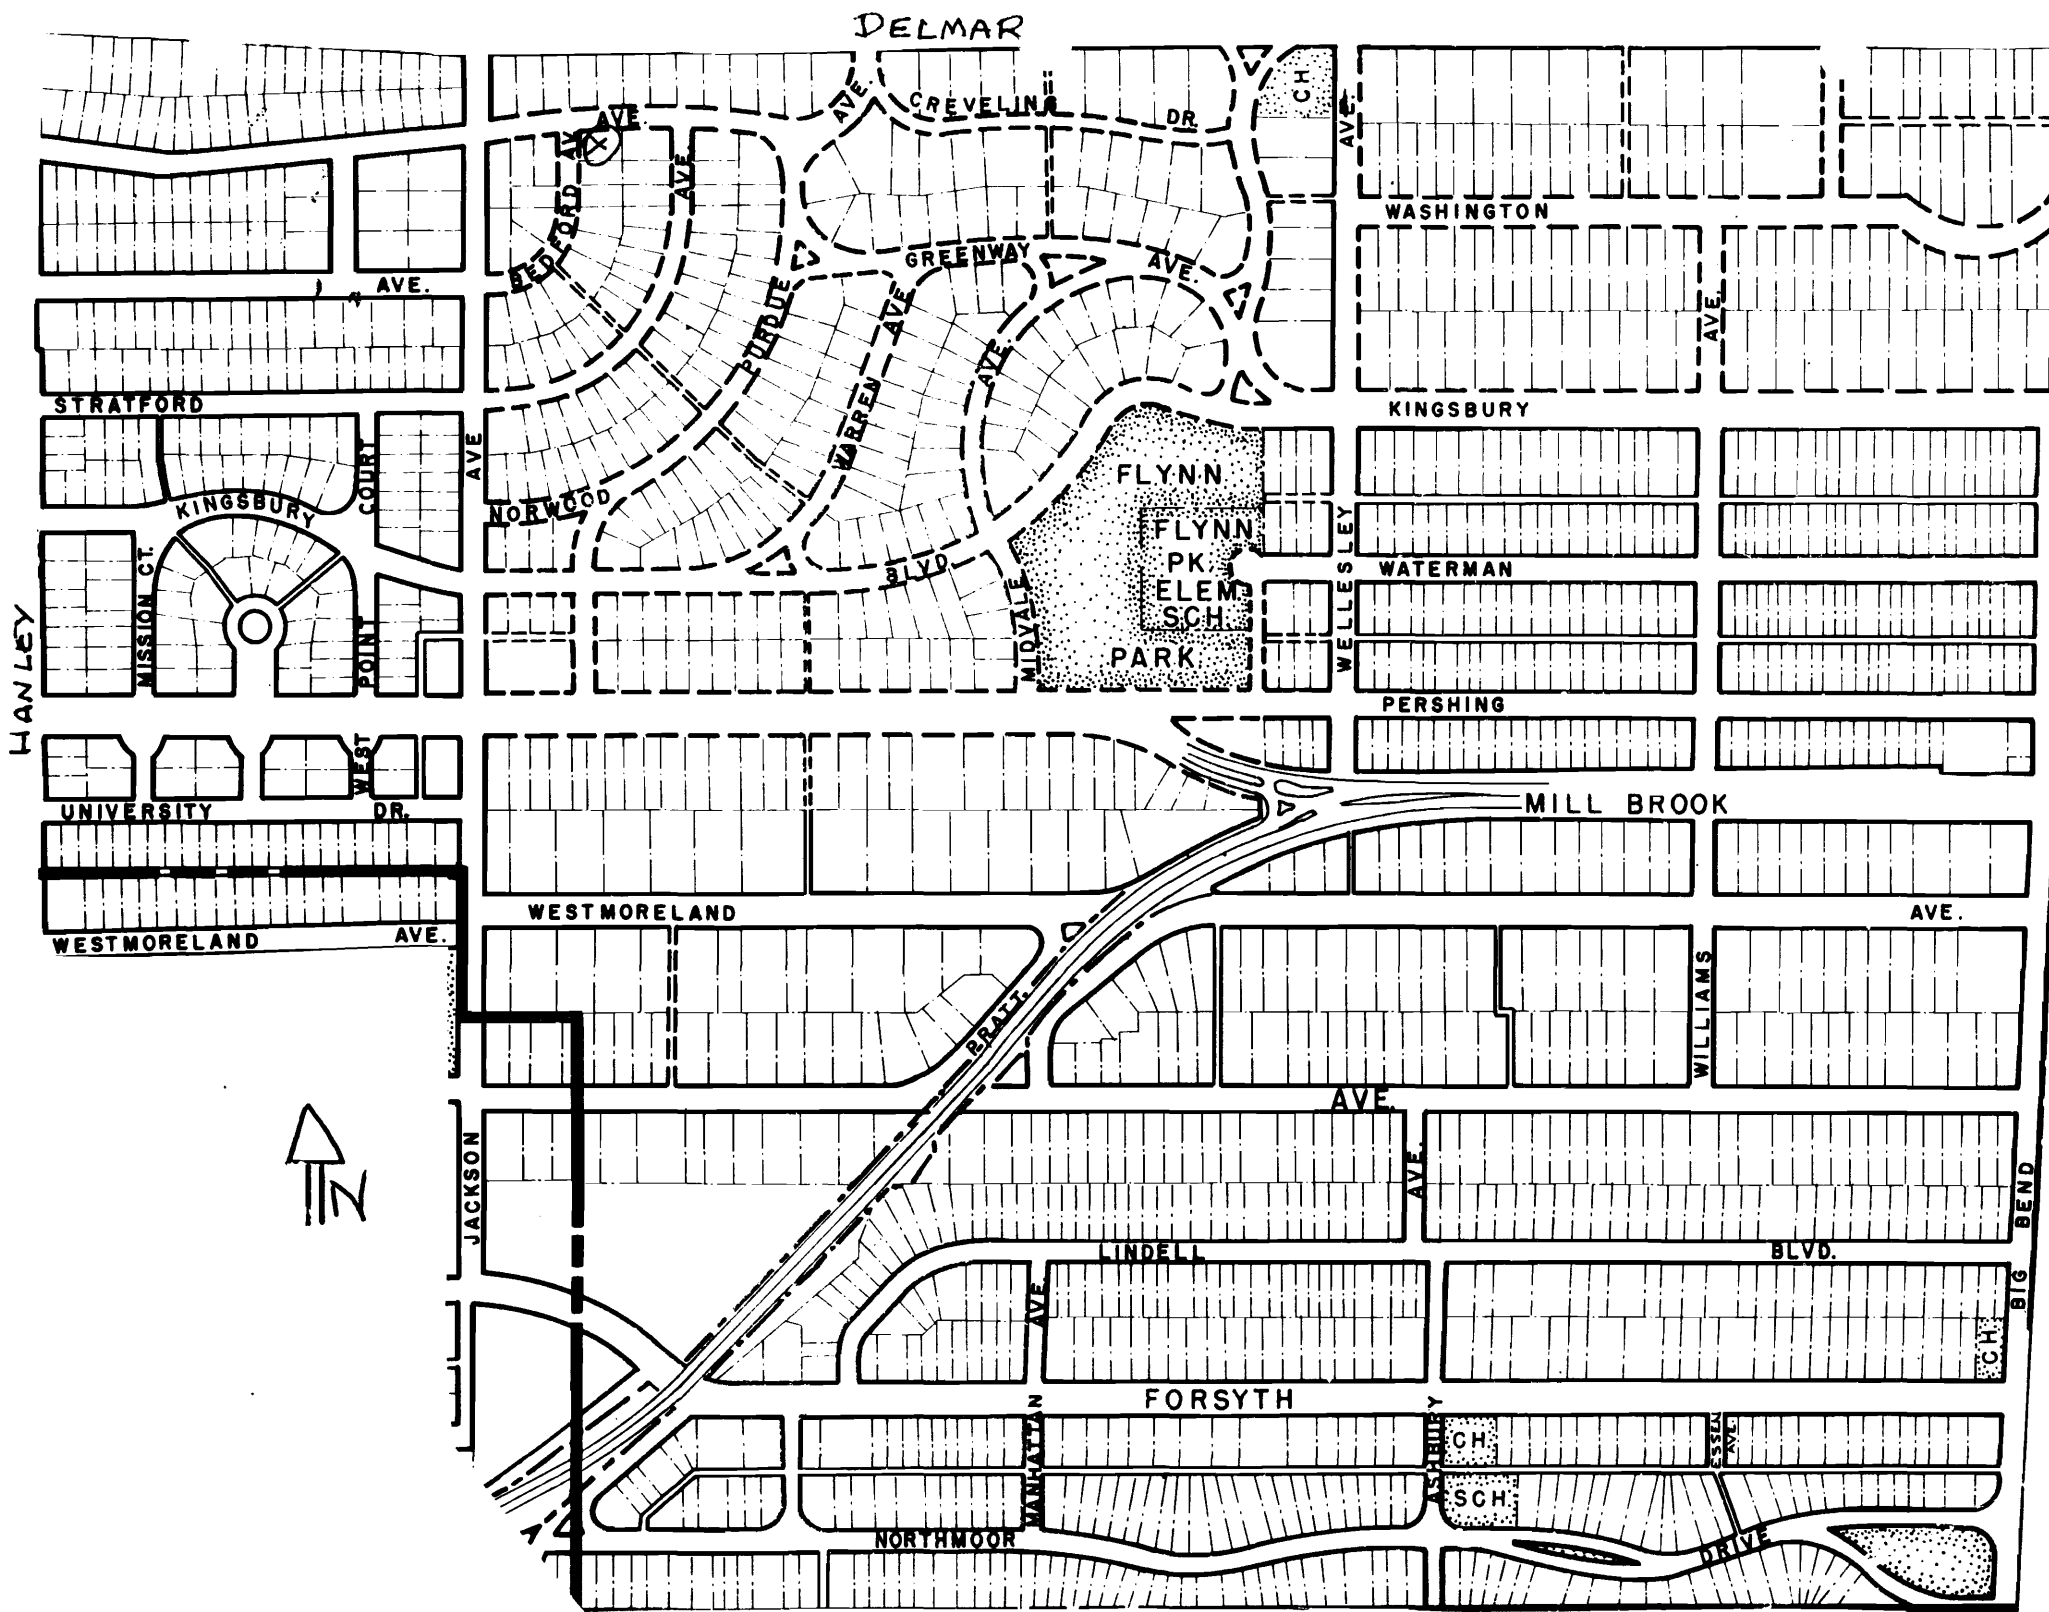 DELMAR
CH
CREVELING
DR.
AVE.
AVE.
AVE.
AV
X
AVE.
BEDFORD
WASHINGTON
GREENWAY
AVE.
AVE.
PURDUE
AVE.
AVE.
AVE.
STRATFORD
KINGSBURY
WARREN
COURT
AVE
FLYNN
NORWOOD
KINGSBURY
FLYNN
PK.
ELEM
SCH.
PARK
WELLESLEY
WATERMAN
BLVD.
MIDVALE
MISSION CT.
POINT
HANLEY
PERSHING
WEST
UNIVERSITY
DR.
MILL BROOK
WESTMORELAND
AVE.
WESTMORELAND
AVE.
WILLIAMS
PRATT.
AVE.
N
JACKSON
AVE.
BIG BEND
LINDELL
BLVD.
AVE.
CH.
FORSYTH
MANHATTAN
ASHBURY
CH.
ESSEX
AVE.
SCH.
NORTHMOOR
DRIVE